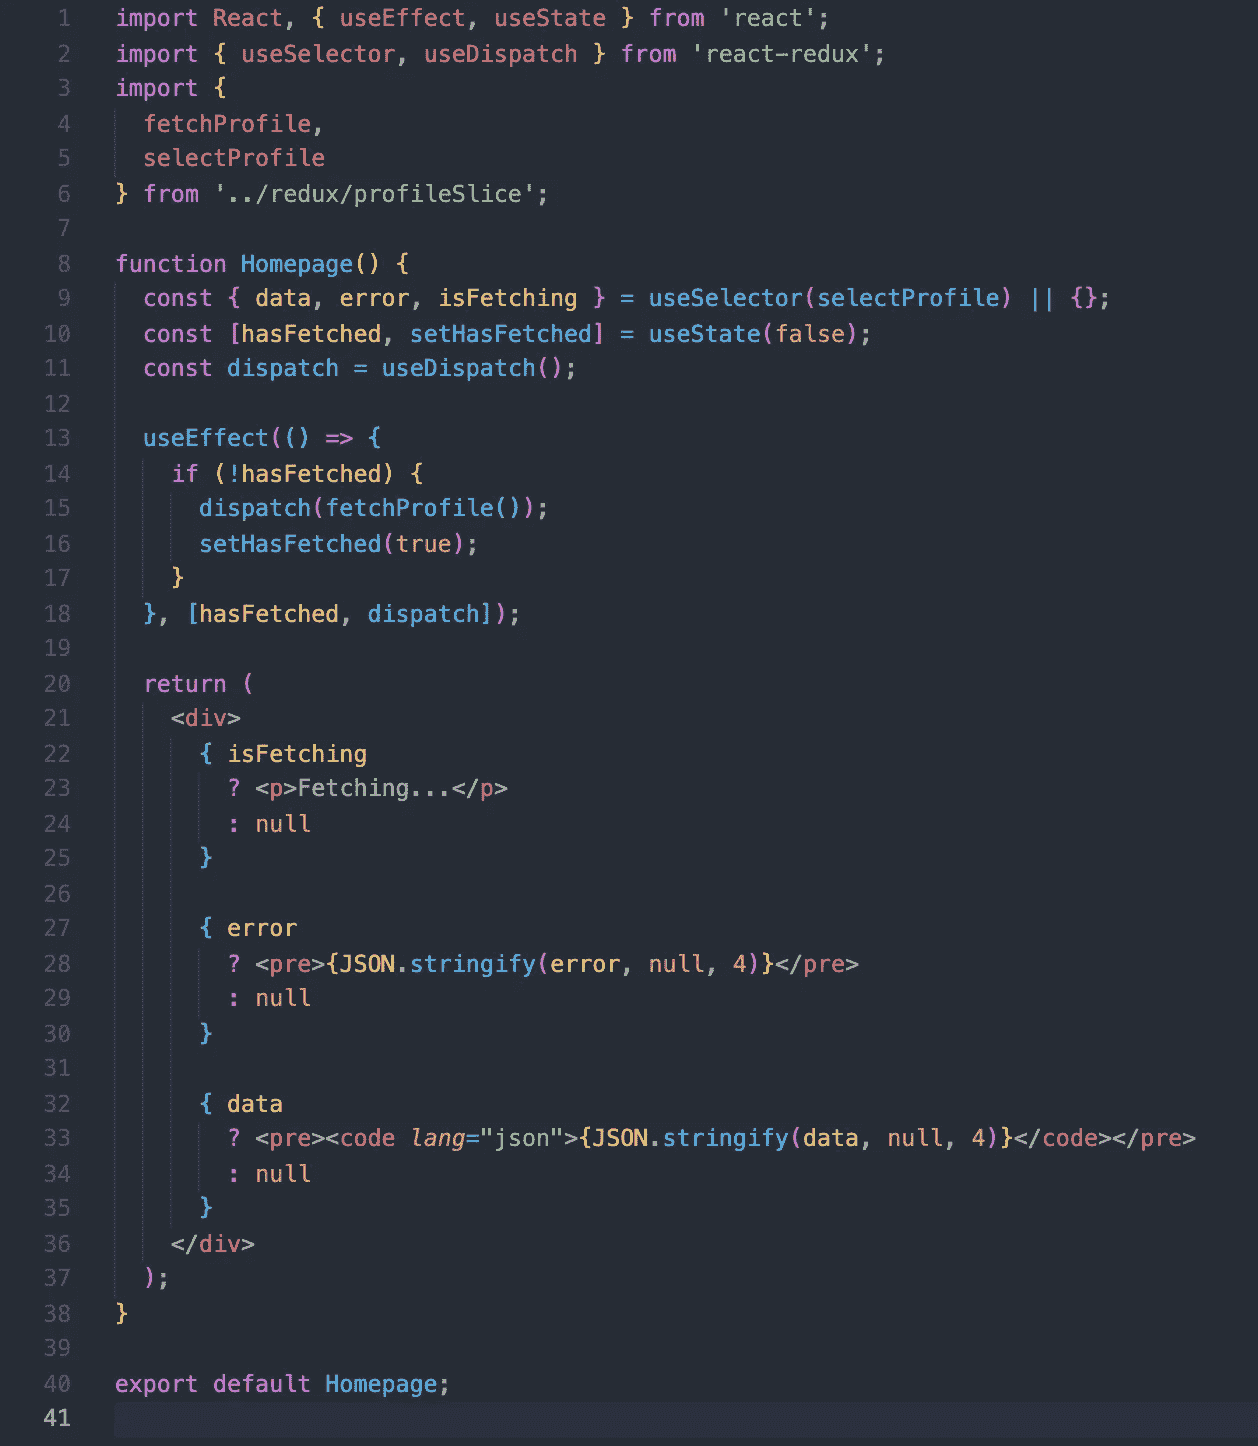 1 import React, { useEffect, useState } from 'react';
2 import { useSelector, useDispatch } from 'react-redux';
3 import {
4   fetchProfile,
5   selectProfile
6 } from '../redux/profileSlice';
7
8 function Homepage() {
9   const { data, error, isFetching } = useSelector(selectProfile) || {};
10   const [hasFetched, setHasFetched] = useState(false);
11   const dispatch = useDispatch();
12
13   useEffect(() => {
14     if (!hasFetched) {
15       dispatch(fetchProfile());
16       setHasFetched(true);
17     }
18   }, [hasFetched, dispatch]);
19
20   return (
21     <div>
22       { isFetching
23         ? <p>Fetching...</p>
24         : null
25       }
26
27       { error
28         ? <pre>{JSON.stringify(error, null, 4)}</pre>
29         : null
30       }
31
32       { data
33         ? <pre><code lang="json">{JSON.stringify(data, null, 4)}</code></pre>
34         : null
35       }
36     </div>
37   );
38 }
39
40 export default Homepage;
41